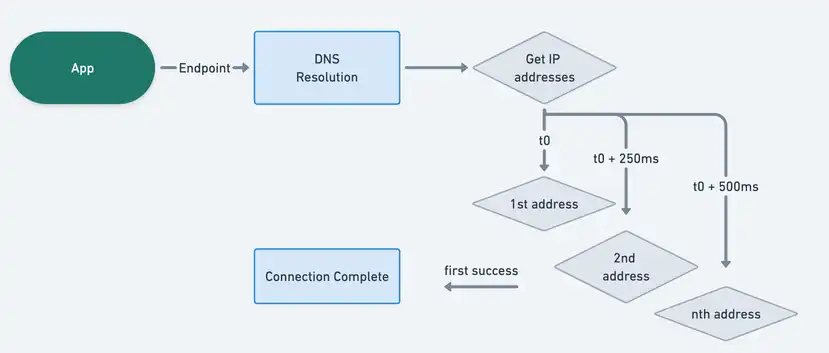 App
Endpoint
DNS
Resolution
Get IP
addresses
t0
t0 + 250ms
t0 + 500ms
1st address
2nd
address
nth address
first success
Connection Complete